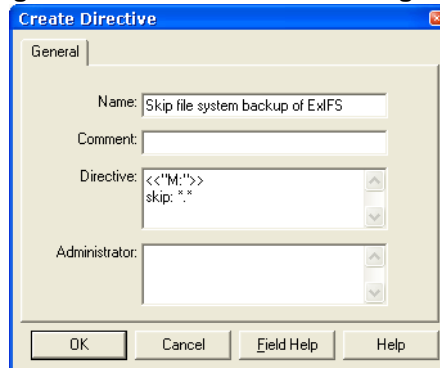 Create Directive
General
Name: Skip file system backup of ExIFS
Comment:
Directive: <<"M:">>
skip: *.*
Administrator:
OK Cancel Field Help Help